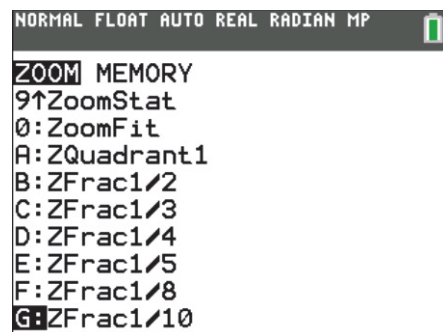 NORMAL FLOAT AUTO REAL RADIAN MP
ZOOM MEMORY
9↑ZoomStat
0:ZoomFit
A:ZQuadrant1
B:ZFrac1/2
C:ZFrac1/3
D:ZFrac1/4
E:ZFrac1/5
F:ZFrac1/8
G:ZFrac1/10